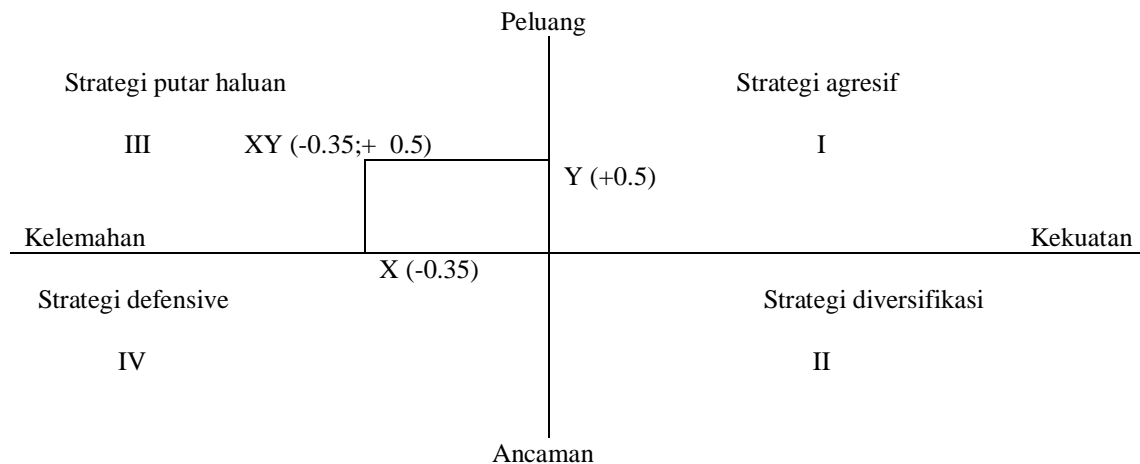 Peluang
Strategi putar haluan
Strategi agresif
III
XY (-0.35;+ 0.5)
I
Y (+0.5)
Kelemahan
Kekuatan
X (-0.35)
Strategi defensive
Strategi diversifikasi
IV
II
Ancaman